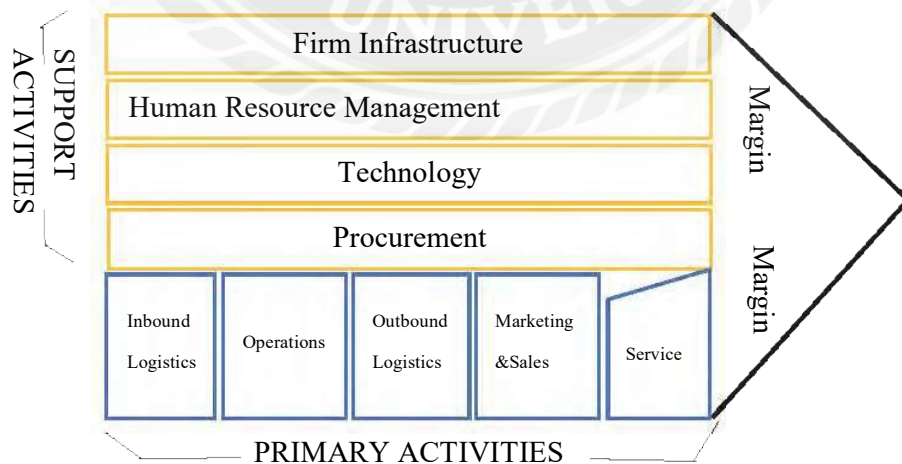 UNIVER
Firm Infrastructure
Human Resource Management
Technology
Procurement
SUPPORT
ACTIVITIES
Margin
Margin
Inbound
Logistics
Operations
Outbound
Logistics
Marketing
&Sales
Service
PRIMARY ACTIVITIES